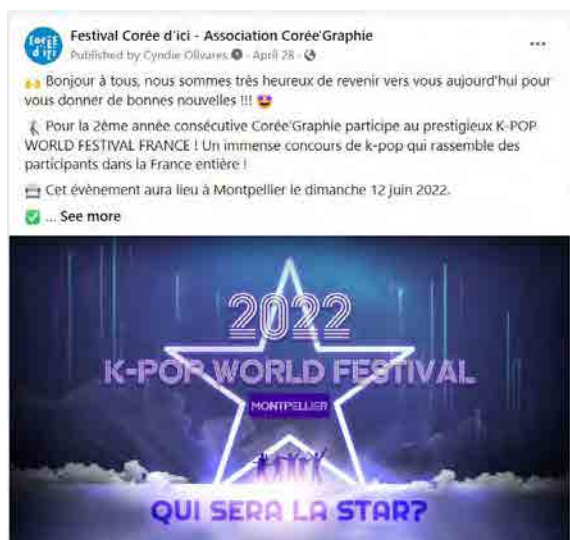 Corée
d'ici
Festival Corée d'ici - Association Corée'Graphie
Published by Cyndie Olivares · April 28 ·
Bonjour à tous, nous sommes très heureux de revenir vers vous aujourd'hui pour
vous donner de bonnes nouvelles !!!
Pour la 2ème année consécutive Corée'Graphie participe au prestigieux K-POP
WORLD FESTIVAL FRANCE ! Un immense concours de k-pop qui rassemble des
participants dans la France entière !
Cet évènement aura lieu à Montpellier le dimanche 12 juin 2022.
... See more
2022
K-POP WORLD FESTIVAL
MONTPELLIER
QUI SERA LA STAR?